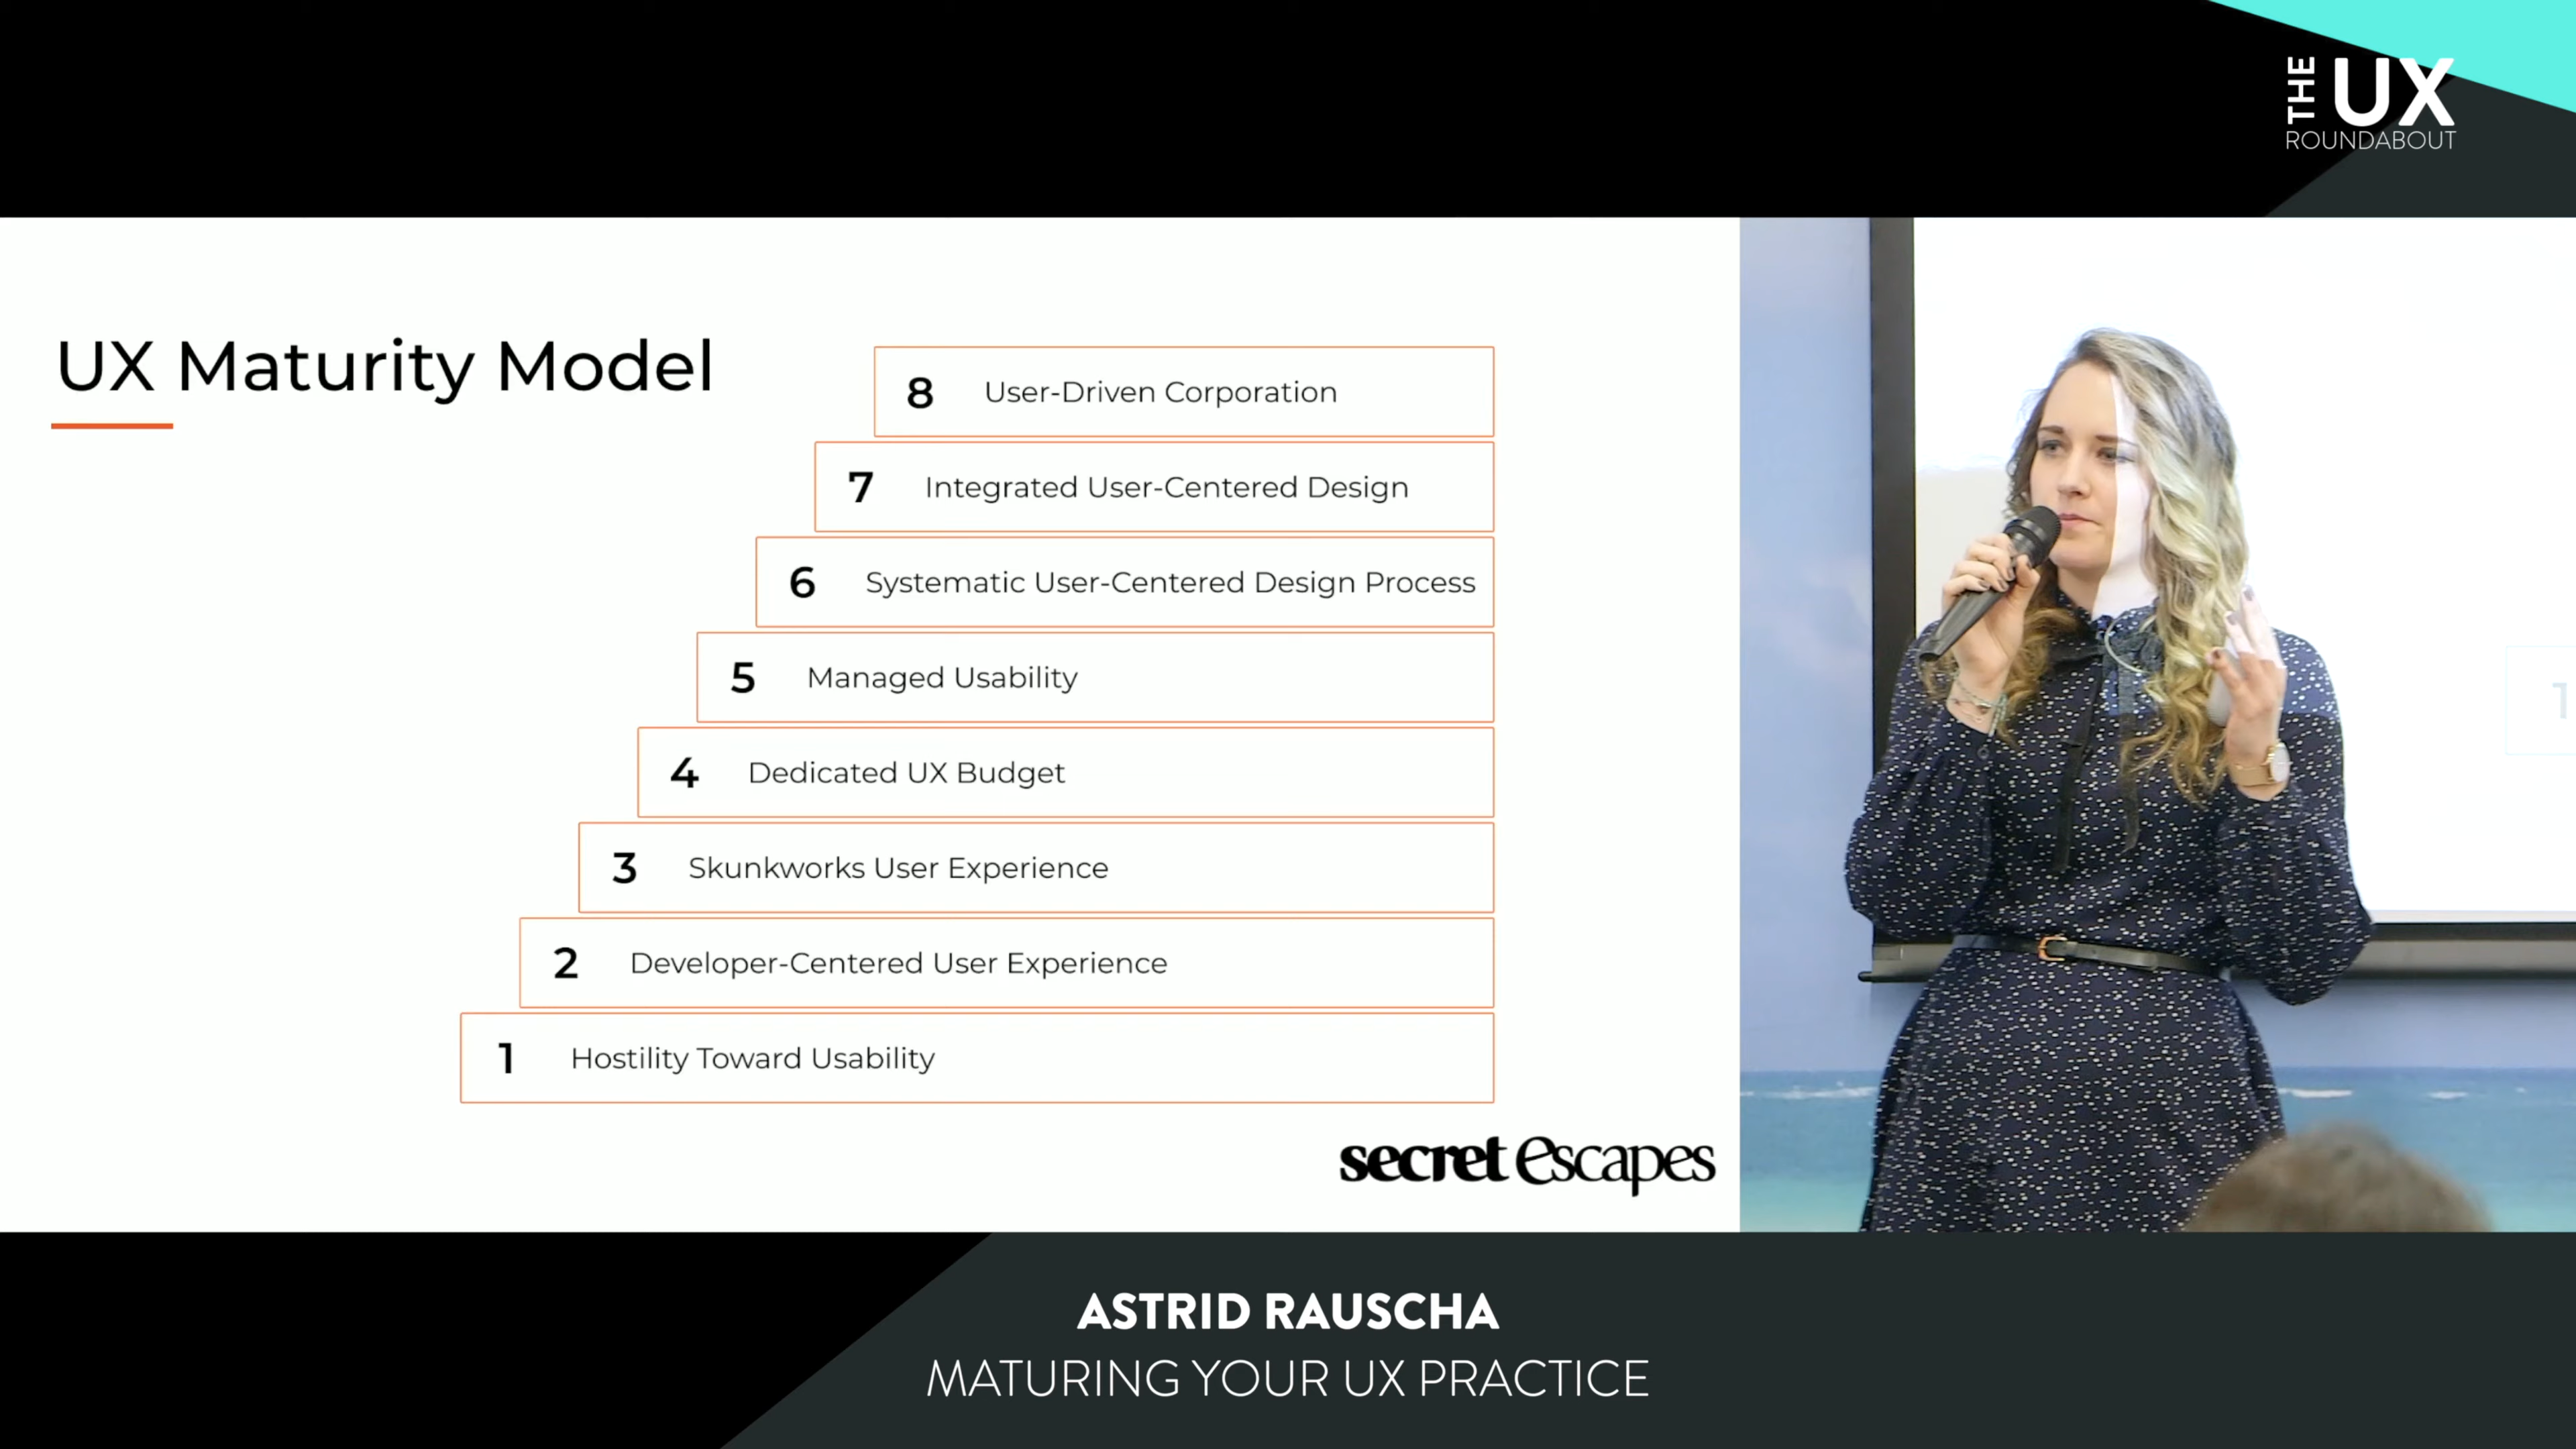 THE UX
ROUNDABOUT
UX Maturity Model
8 User-Driven Corporation
7 Integrated User-Centered Design
6 Systematic User-Centered Design Process
5 Managed Usability
4 Dedicated UX Budget
3 Skunkworks User Experience
2 Developer-Centered User Experience
1 Hostility Toward Usability
secret escapes
1
ASTRID RAUSCHA
MATURING YOUR UX PRACTICE